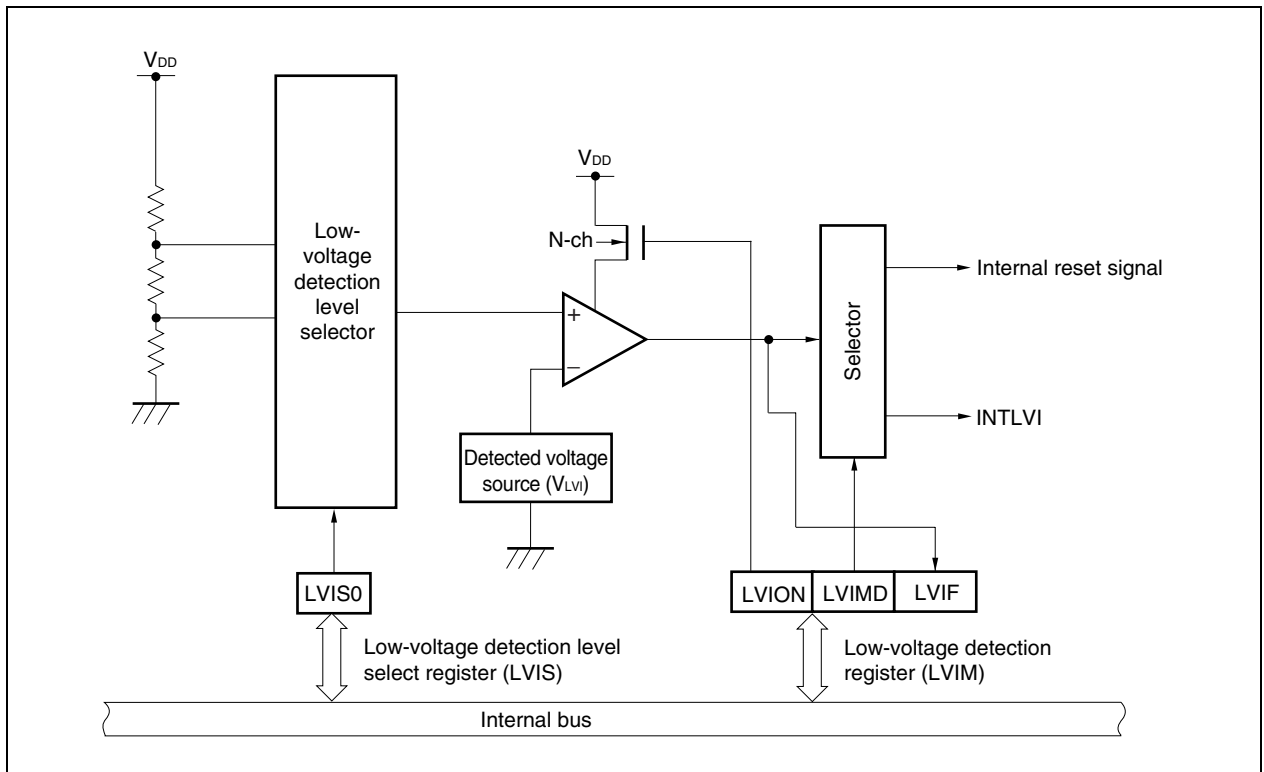 VDD
VDD
N-ch
Low-
voltage
detection
level
selector
+
−
Selector
Internal reset signal
INTLVI
Detected voltage
source (VLVI)
LVIS0
LVION
LVIMD
LVIF
Low-voltage detection level
select register (LVIS)
Low-voltage detection
register (LVIM)
Internal bus